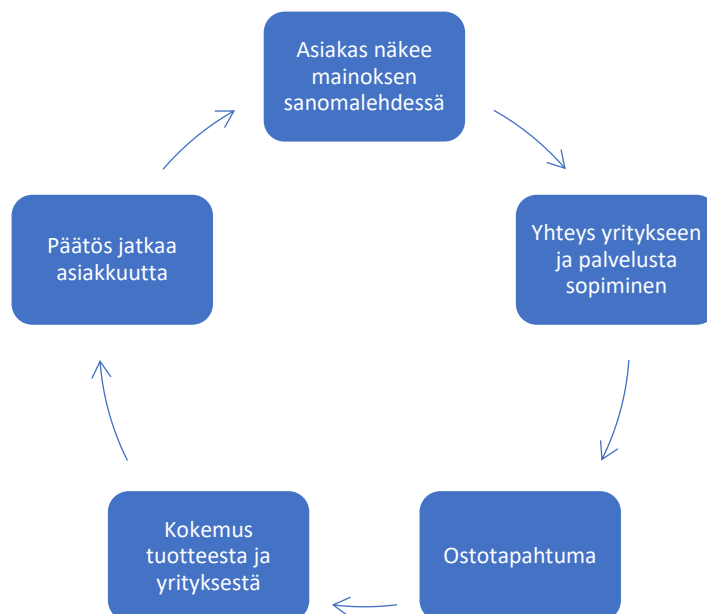 Asiakas näkee
mainoksen
sanomalehdessä
Yhteys yritykseen
ja palvelusta
sopiminen
Ostotapahtuma
Kokemus
tuotteesta ja
yrityksestä
Päätös jatkaa
asiakkuutta